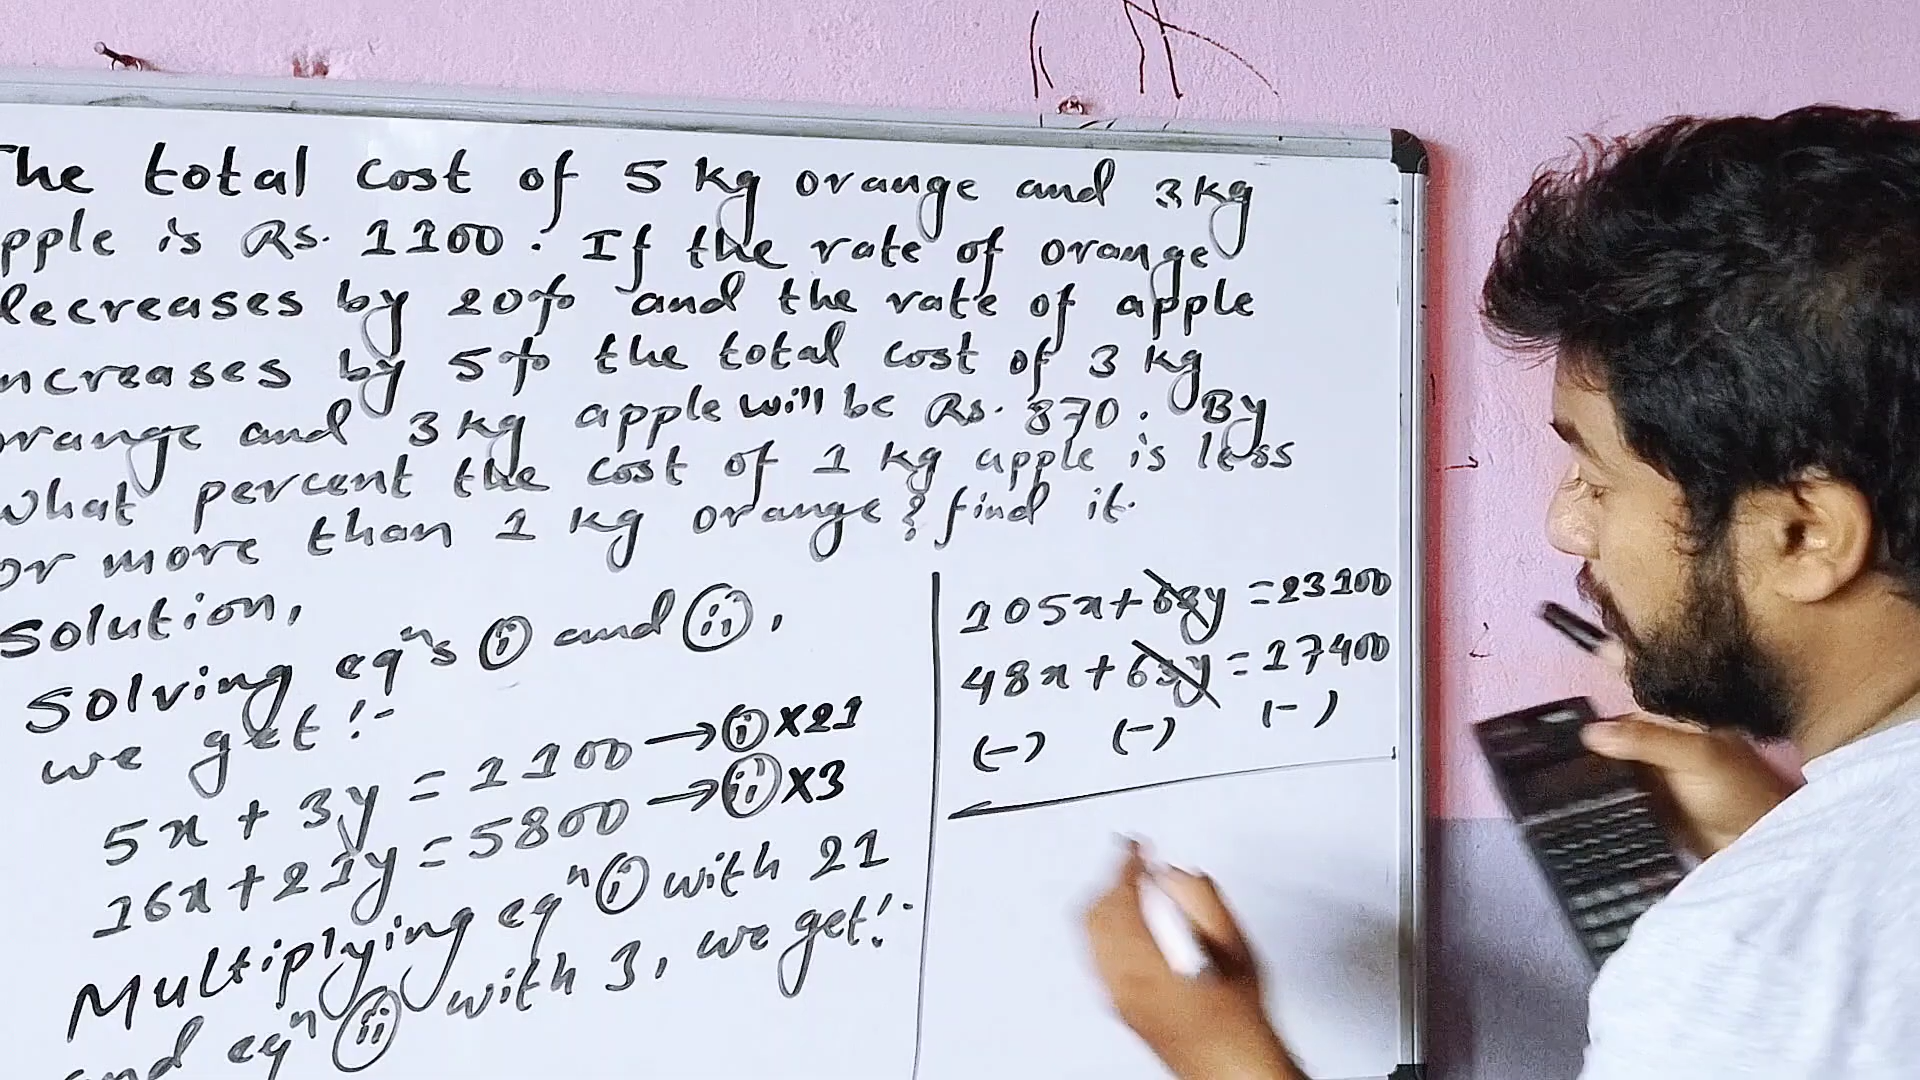 The total cost of 5 kg orange and 3 kg
pple is Rs. 1100. If the rate of orange
decreases by 20% and the rate of apple
ncreases by 5% the total cost of 3 kg
range and 3 kg apple will be Rs. 870. By
what percent the cost of 1 kg apple is less
or more than 1 kg orange? find it.
Solution,
Solving eqⁿs (i) and (ii),
we get!-
5x + 3y = 1100 → (i) X21
16x + 21y = 5800 → (ii) X3
Multiplying eqⁿ (i) with 21
and eqⁿ (ii) with 3, we get!-
105x + 63y = 23100
48x + 63y = 17400
(-) (-) (-)